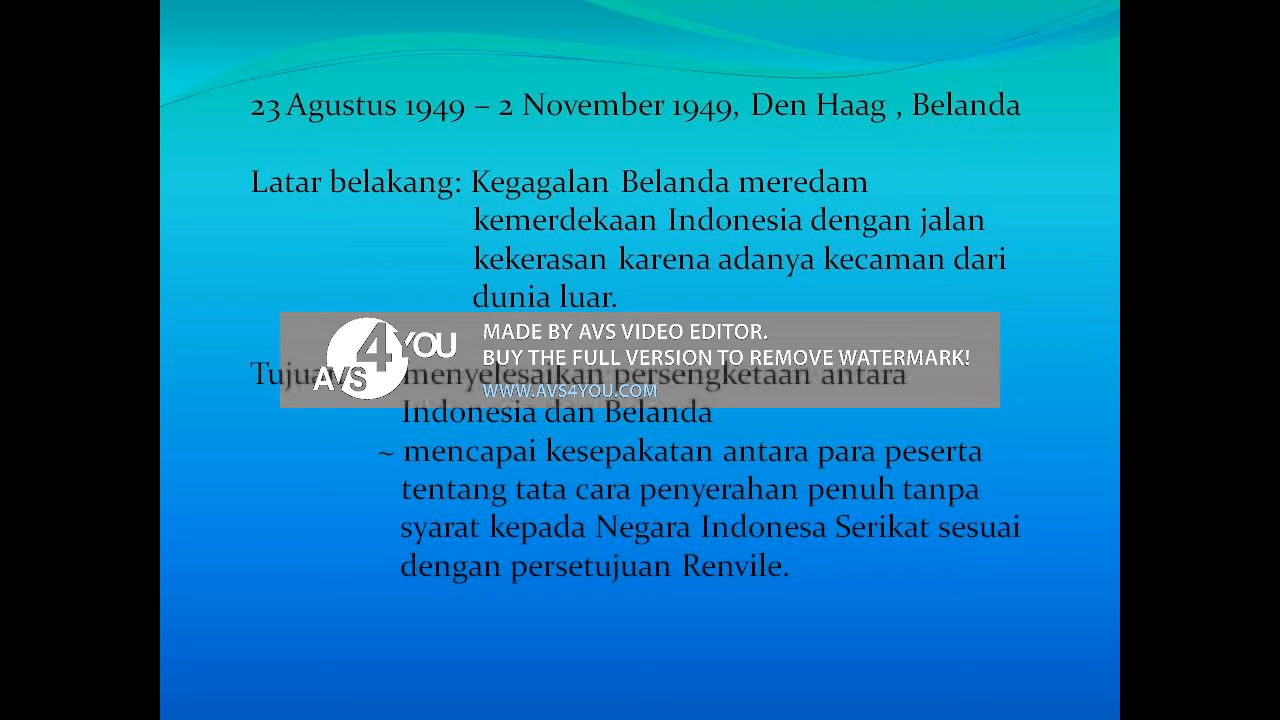 23 Agustus 1949 – 2 November 1949, Den Haag , Belanda
Latar belakang: Kegagalan Belanda meredam
kemerdekaan Indonesia dengan jalan
kekerasan karena adanya kecaman dari
dunia luar.
MADE BY AVS VIDEO EDITOR.
BUY THE FULL VERSION TO REMOVE WATERMARK!
AVS4YOU
WWW.AVS4YOU.COM
menyelesaikan persengketaan antara
Indonesia dan Belanda
~ mencapai kesepakatan antara para peserta
tentang tata cara penyerahan penuh tanpa
syarat kepada Negara Indonesa Serikat sesuai
dengan persetujuan Renvile.